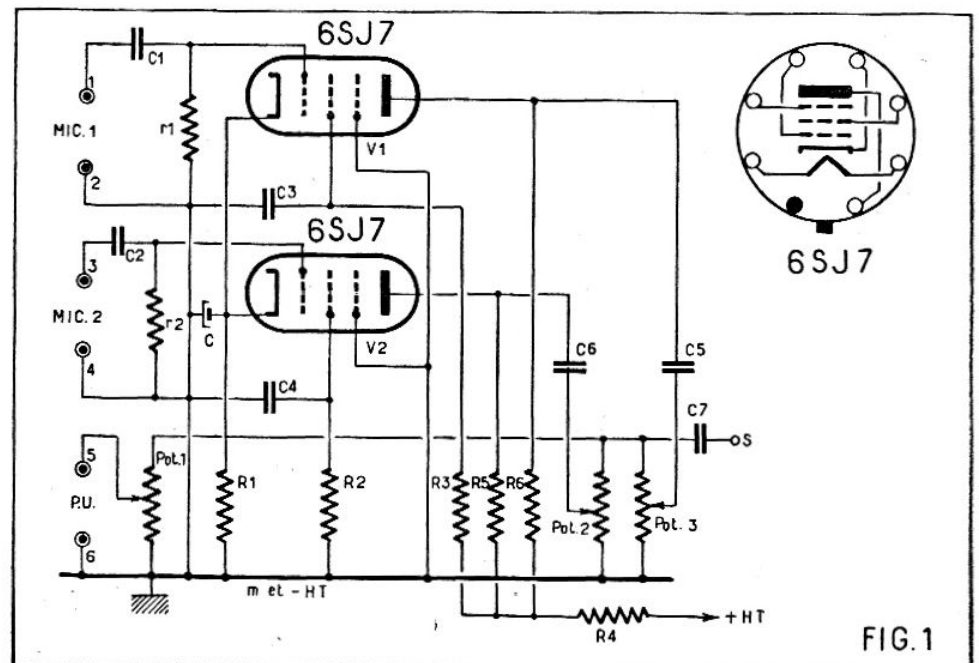 6SJ7
C1
1
MIC.1
r1
2
V1
C3
6SJ7
6SJ7
C2
3
MIC.2
r2
C
V2
4
C4
C6
C5
C7
S
5
Pot.1
P.U.
R1
R2
R3
R5
R6
Pot.2
Pot.3
6
m et - HT
R4
+HT
FIG.1